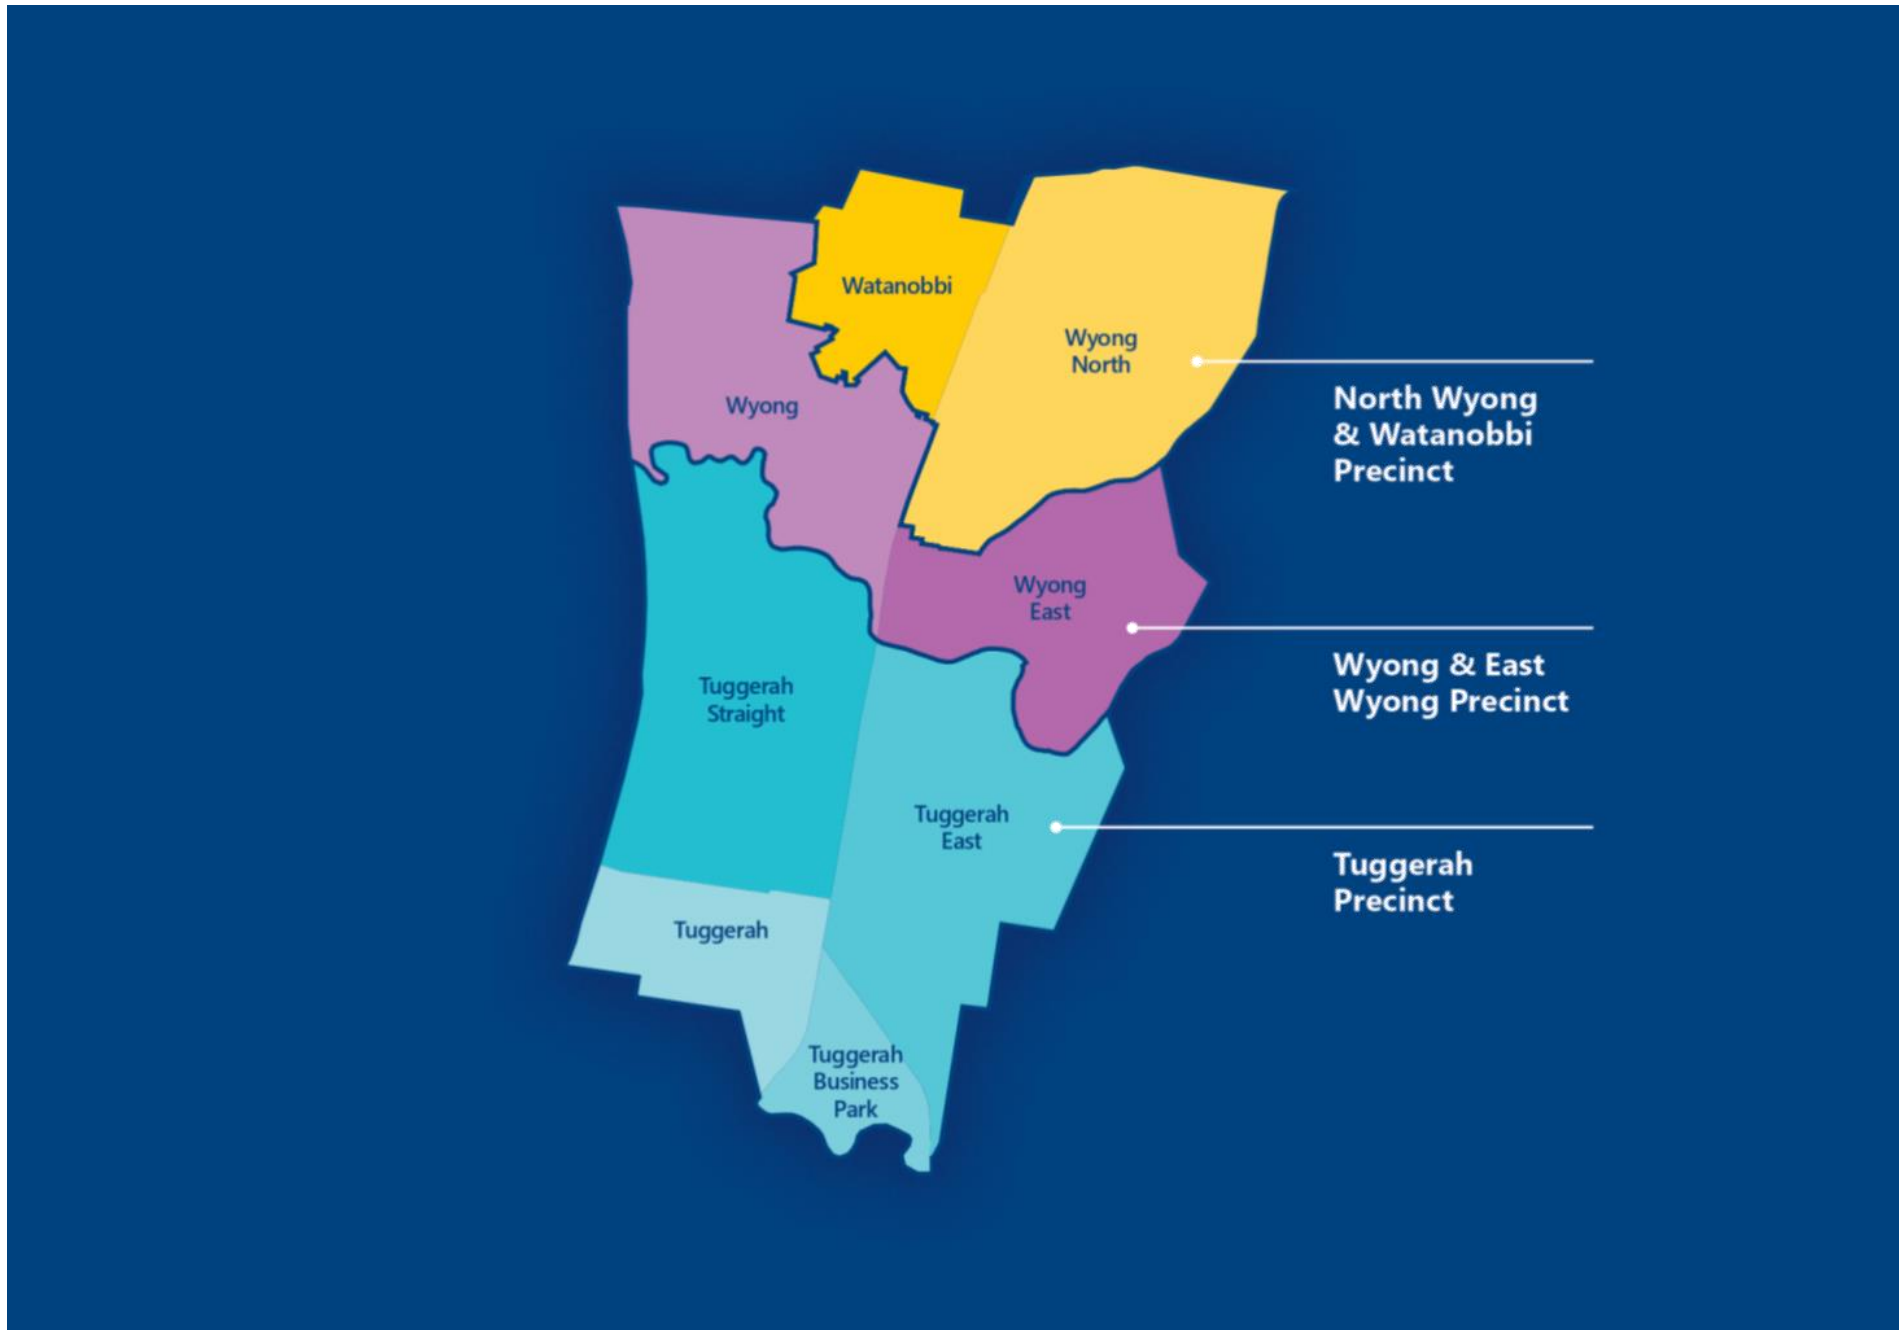 Watanobbi
Wyong
North
Wyong
North Wyong
& Watanobbi
Precinct
Wyong
East
Wyong & East
Wyong Precinct
Tuggerah
Straight
Tuggerah
East
Tuggerah
Precinct
Tuggerah
Tuggerah
Business
Park